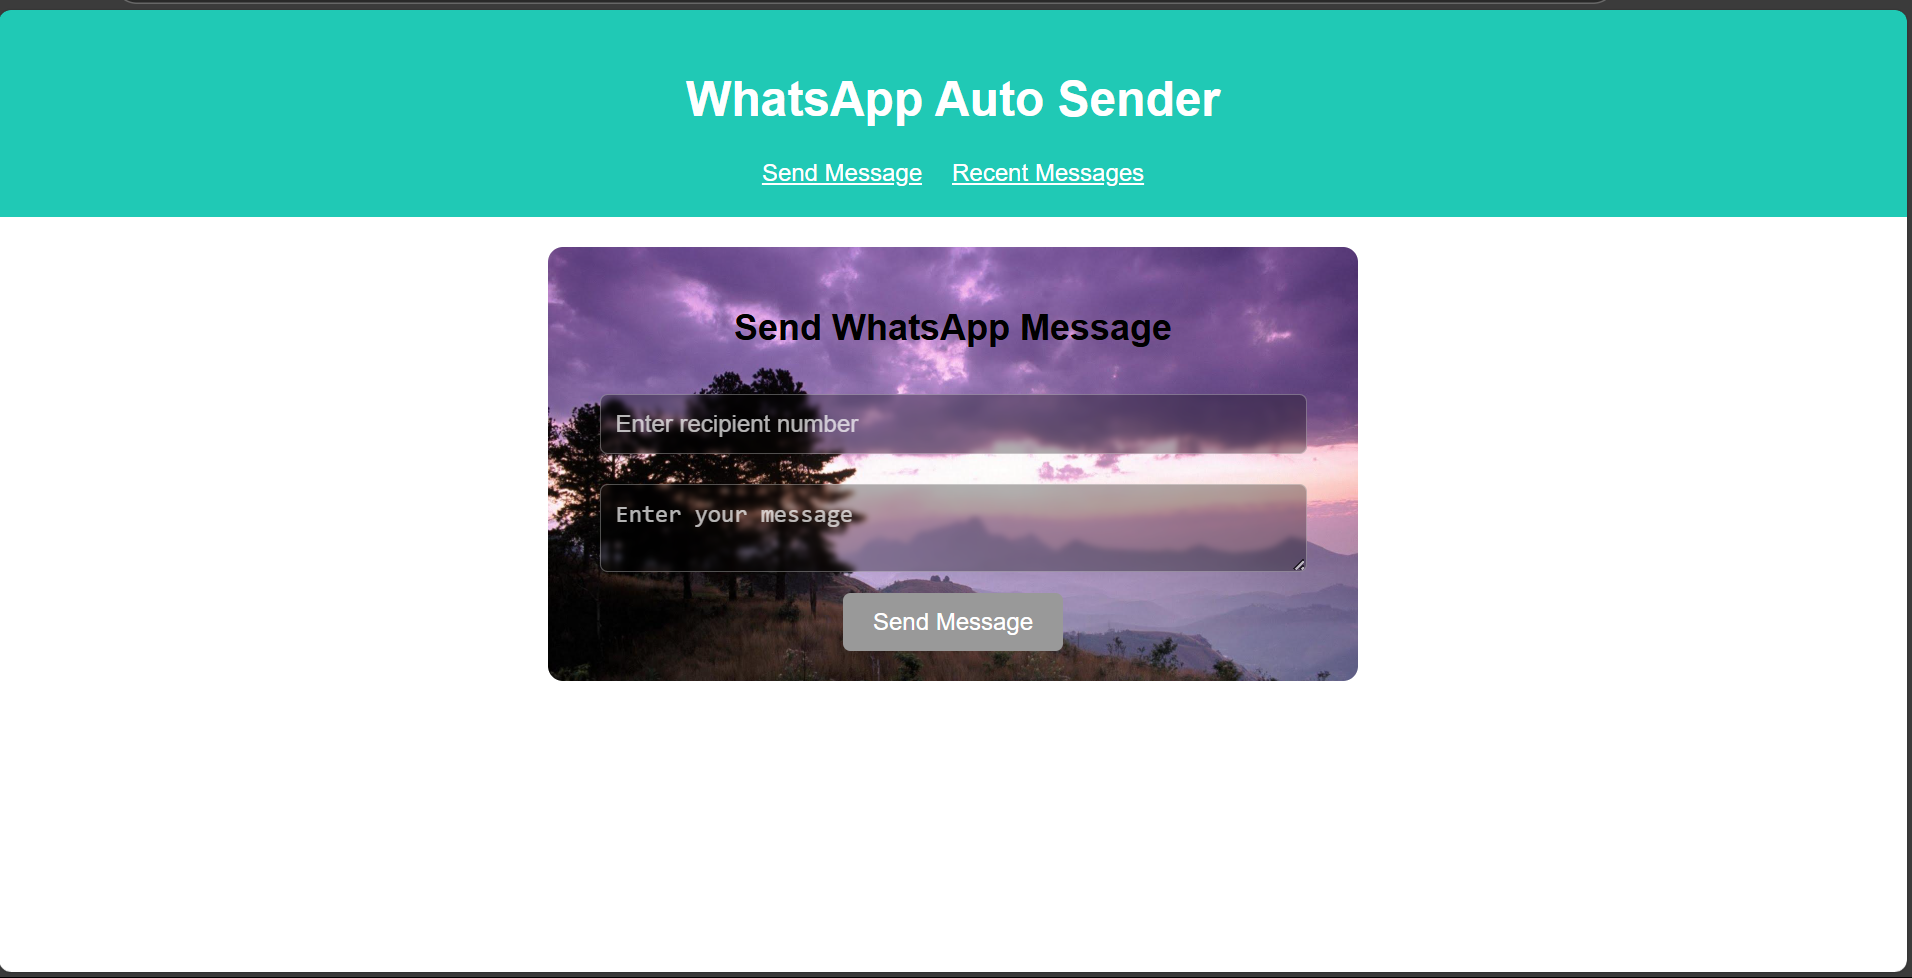 WhatsApp Auto Sender
Send Message Recent Messages
Send WhatsApp Message
Enter recipient number
Enter your message
Send Message